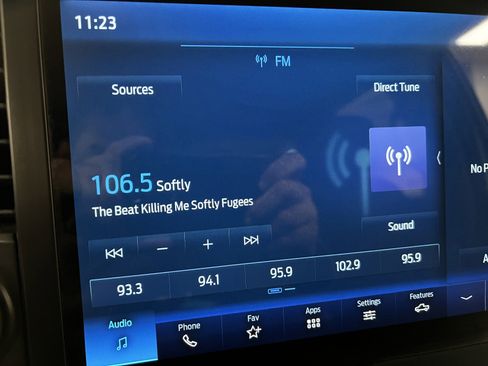 11:23
FM
Sources
Direct Tune
106.5 Softly
No P
The Beat Killing Me Softly Fugees
Sound
93.3 94.1 95.9 102.9 95.9
A
Audio Phone Fav Apps Settings Features